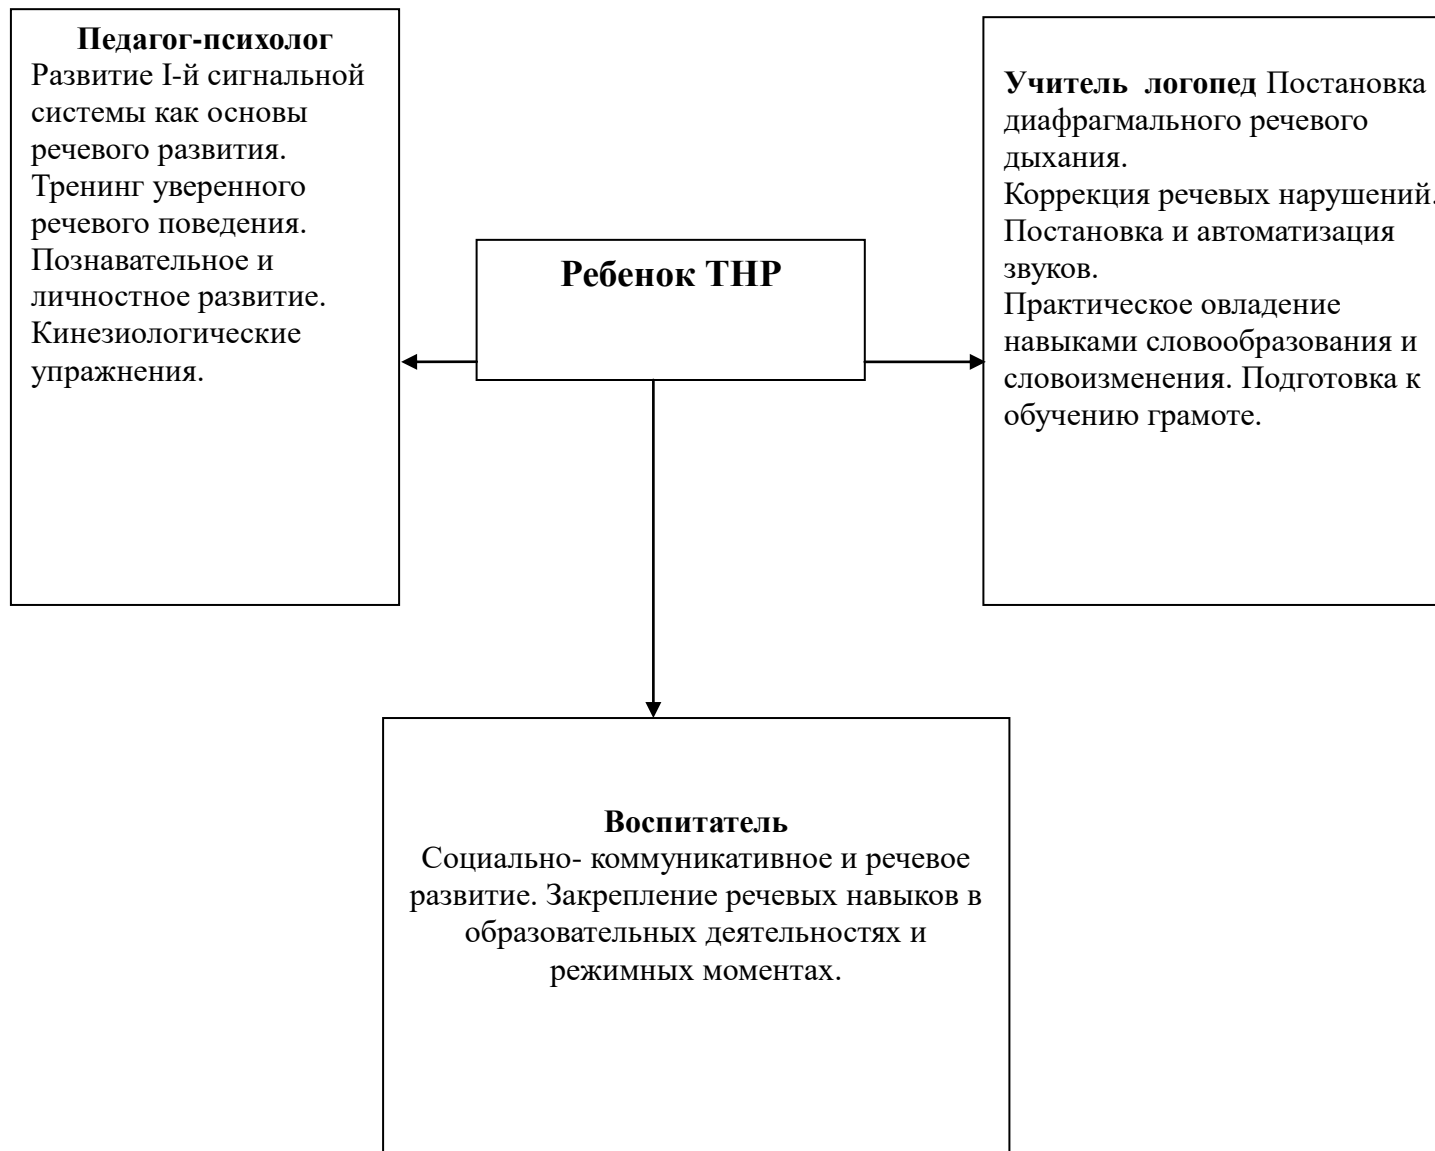 Педагог-психолог
Развитие I-й сигнальной
системы как основы
речевого развития.
Тренинг уверенного
речевого поведения.
Познавательное и
личностное развитие.
Кинезиологические
упражнения.
Ребенок ТНР
Учитель  логопед Постановка
диафрагмального речевого
дыхания.
Коррекция речевых нарушений.
Постановка и автоматизация
звуков.
Практическое овладение
навыками словообразования и
словоизменения. Подготовка к
обучению грамоте.
Воспитатель
Социально- коммуникативное и речевое
развитие. Закрепление речевых навыков в
образовательных деятельностях и
режимных моментах.